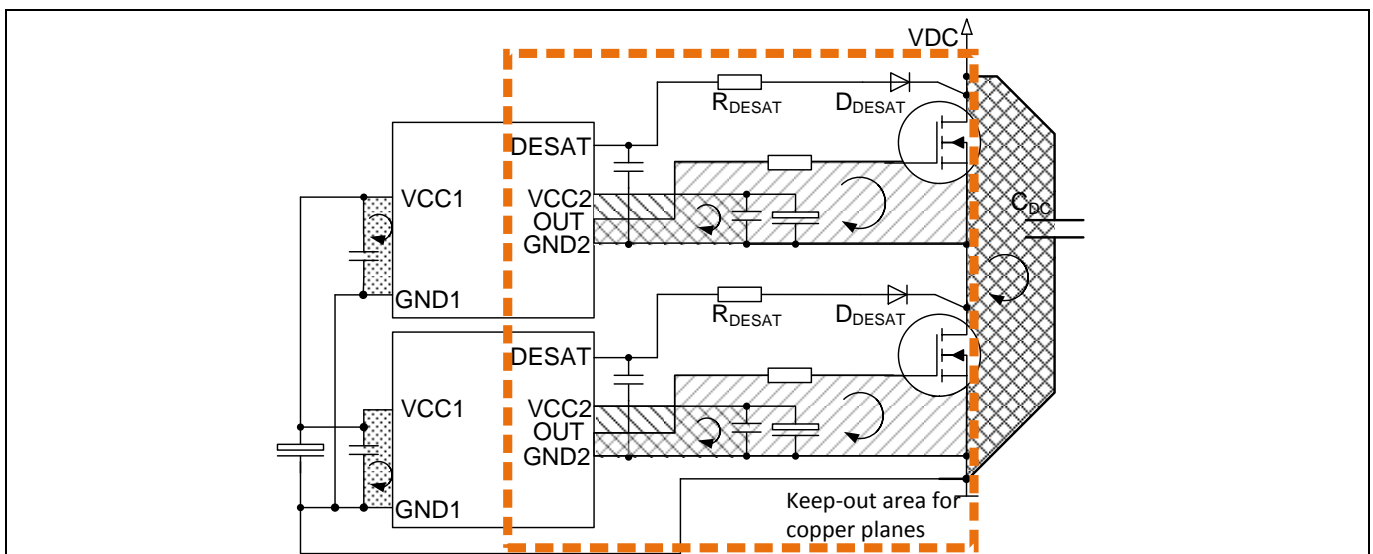 VDC
RDESAT DDESAT
DESAT
VCC1
VCC2
OUT
GND2
GND1
CDC
RDESAT DDESAT
DESAT
VCC1
VCC2
OUT
GND2
GND1
Keep-out area for
copper planes